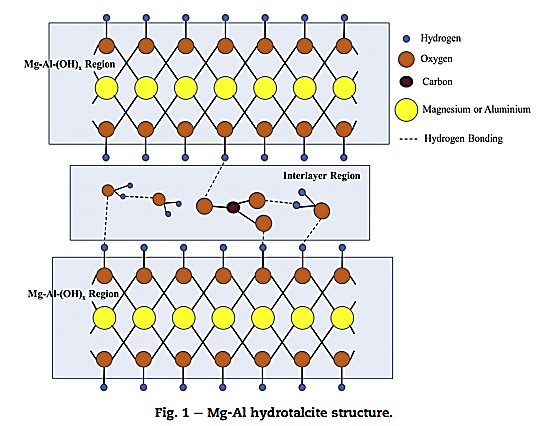 Hydrogen
Mg-Al-(OH)x Region
Oxygen
Carbon
Magnesium or Aluminium
Hydrogen Bonding
Interlayer Region
Mg-Al-(OH)x Region
Fig. 1 – Mg-Al hydrotalcite structure.